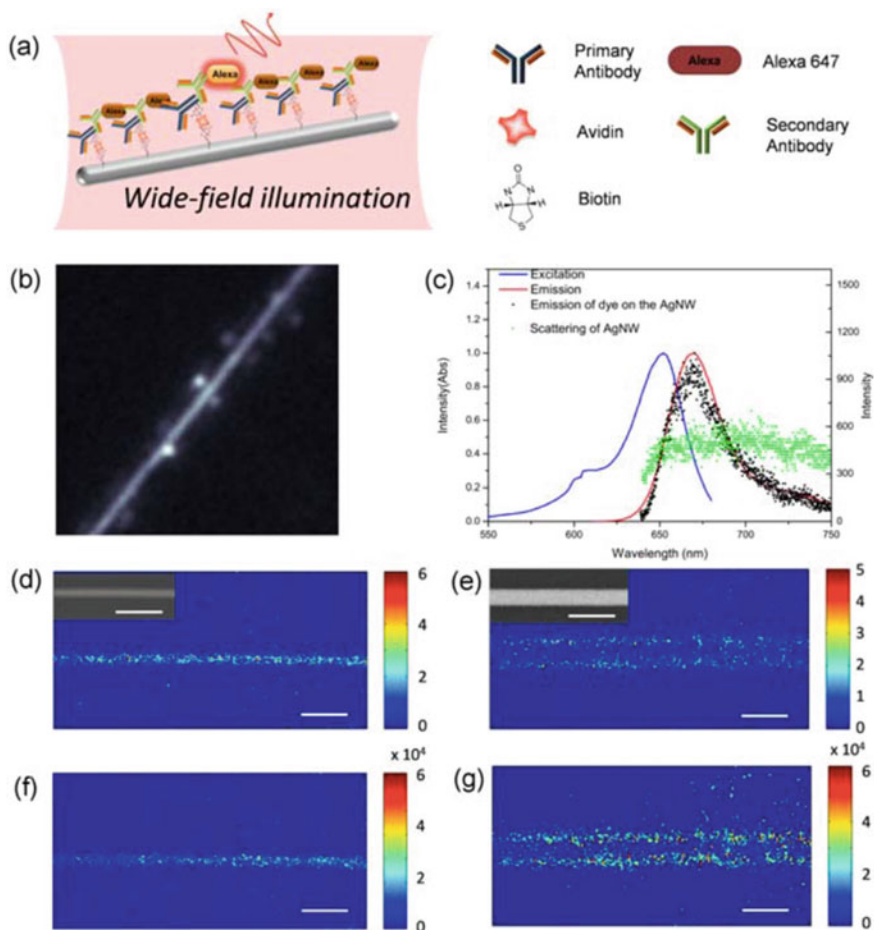 (a)
Alexa
Alexa
Alexa
Alexa
Alexa
Alexa
Alexa
Wide-field illumination
Primary
Antibody
Alexa
Alexa 647
Avidin
Secondary
Antibody
O
N
N
H
H
S
Biotin
(b)
(c)
Excitation
Emission
Emission of dye on the AgNW
Scattering of AgNW
Intensity(Abs)
1.4
1.2
1.0
0.8
0.6
0.4
0.2
0.0
1500
1200
900
600
300
0
Intensity
550
600
650
700
750
Wavelength (nm)
(d)
6
4
2
0
(e)
5
4
3
2
1
0
(f)
x 10⁴
6
4
2
0
(g)
x 10⁴
6
4
2
0